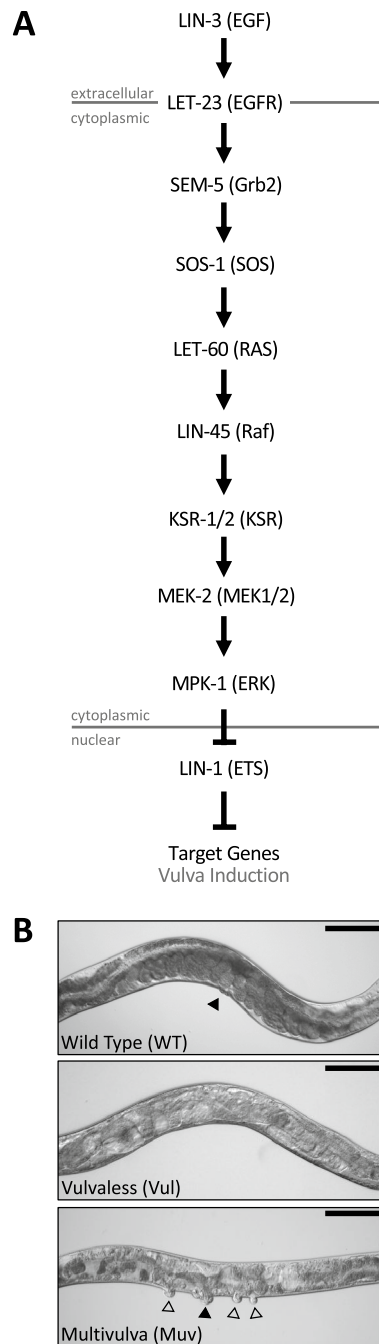 A
LIN-3 (EGF)
extracellular
LET-23 (EGFR)
cytoplasmic
SEM-5 (Grb2)
SOS-1 (SOS)
LET-60 (RAS)
LIN-45 (Raf)
KSR-1/2 (KSR)
MEK-2 (MEK1/2)
MPK-1 (ERK)
cytoplasmic
nuclear
LIN-1 (ETS)
Target Genes
Vulva Induction
B
Wild Type (WT)
Vulvaless (Vul)
Multivulva (Muv)